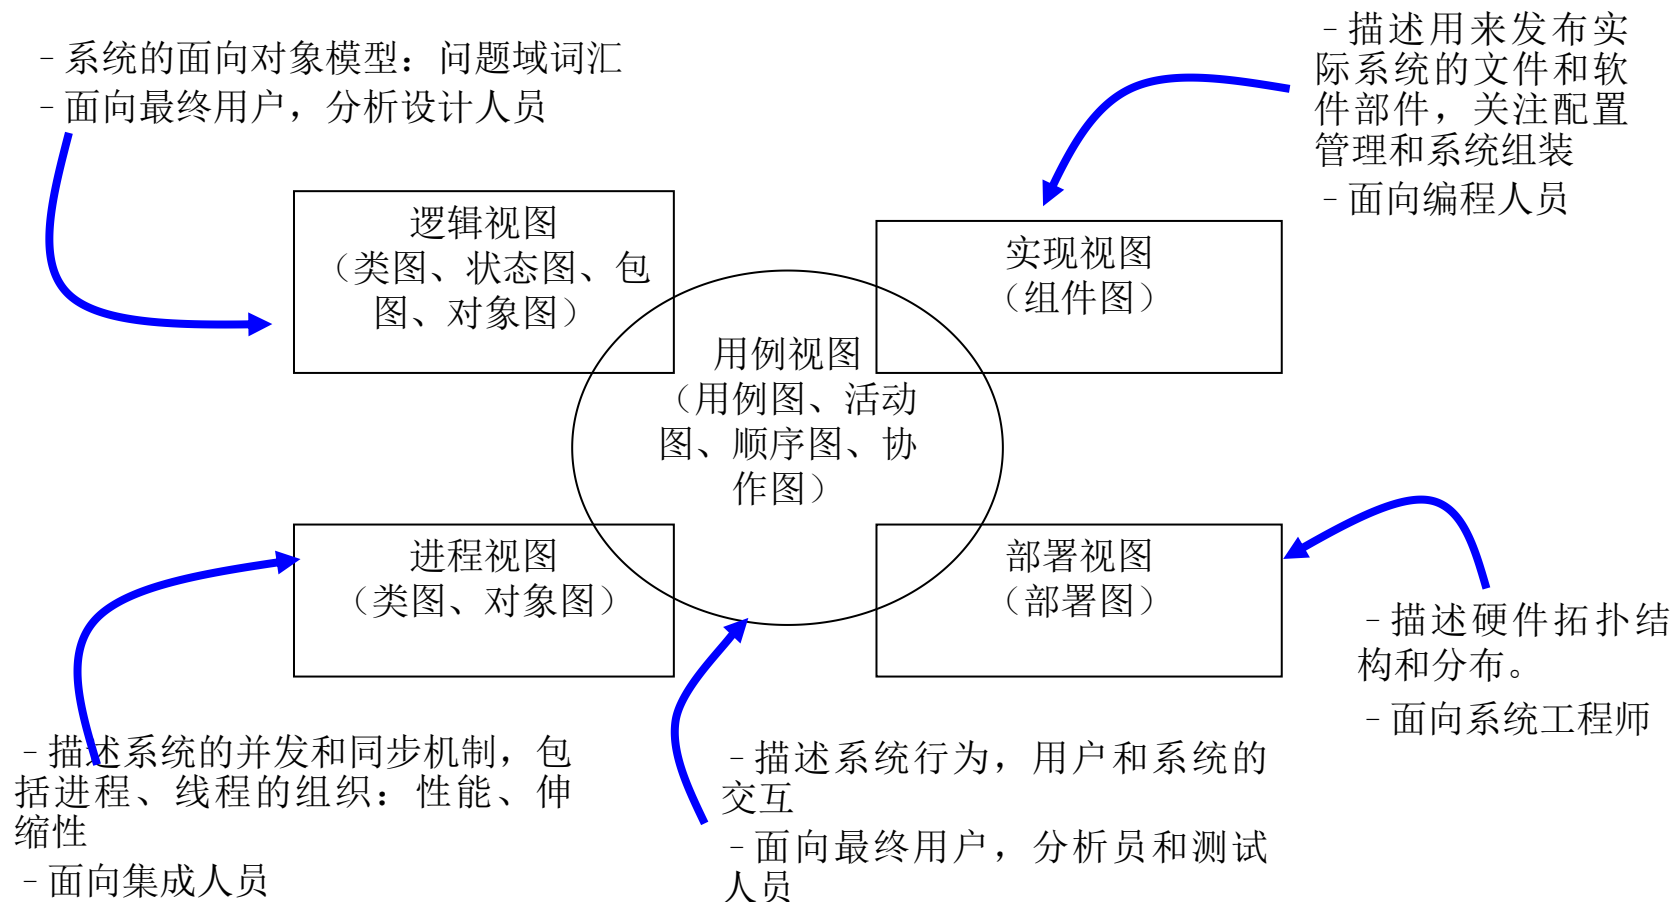 –系统的面向对象模型：问题域词汇
–面向最终用户，分析设计人员
–描述用来发布实
际系统的文件和软
件部件，关注配置
管理和系统组装
–面向编程人员
逻辑视图
（类图、状态图、包
图、对象图）
实现视图
（组件图）
用例视图
（用例图、活动
图、顺序图、协
作图）
进程视图
（类图、对象图）
部署视图
（部署图）
–描述硬件拓扑结
构和分布。
–面向系统工程师
–描述系统的并发和同步机制，包
括进程、线程的组织：性能、伸
缩性
–面向集成人员
–描述系统行为，用户和系统的
交互
–面向最终用户，分析员和测试
人员